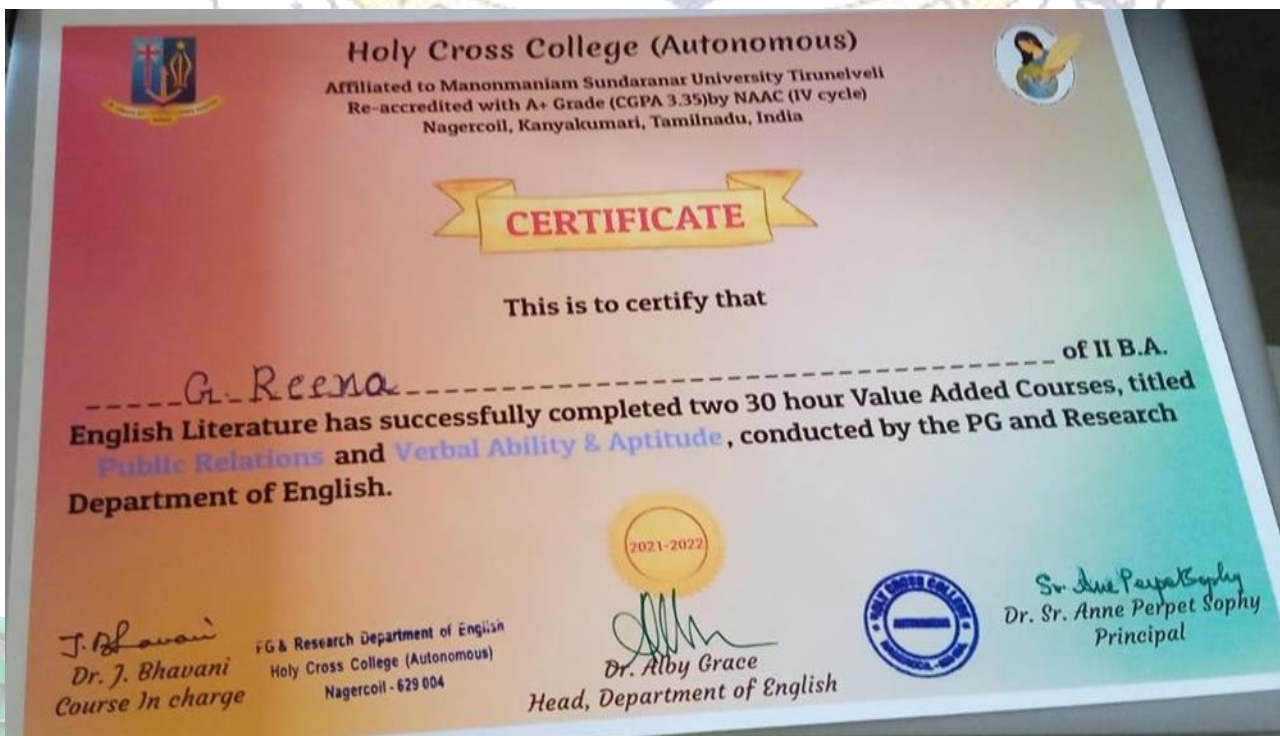 Holy Cross College (Autonomous)
Affiliated to Manonmaniam Sundaranar University Tirunelveli
Re-accredited with A+ Grade (CGPA 3.35)by NAAC (IV cycle)
Nagercoil, Kanyakumari, Tamilnadu, India
CERTIFICATE
This is to certify that
G. Reena of II B.A.
English Literature has successfully completed two 30 hour Value Added Courses, titled
Public Relations and Verbal Ability & Aptitude, conducted by the PG and Research
Department of English.
2021-2022
J. Bhavani
Dr. J. Bhavani
Course In charge
PG & Research Department of English
Holy Cross College (Autonomous)
Nagercoil - 629 004
Dr. Alby Grace
Head, Department of English
HOLY CROSS COLLEGE
Sr. Anne Perpet Sophy
Dr. Sr. Anne Perpet Sophy
Principal